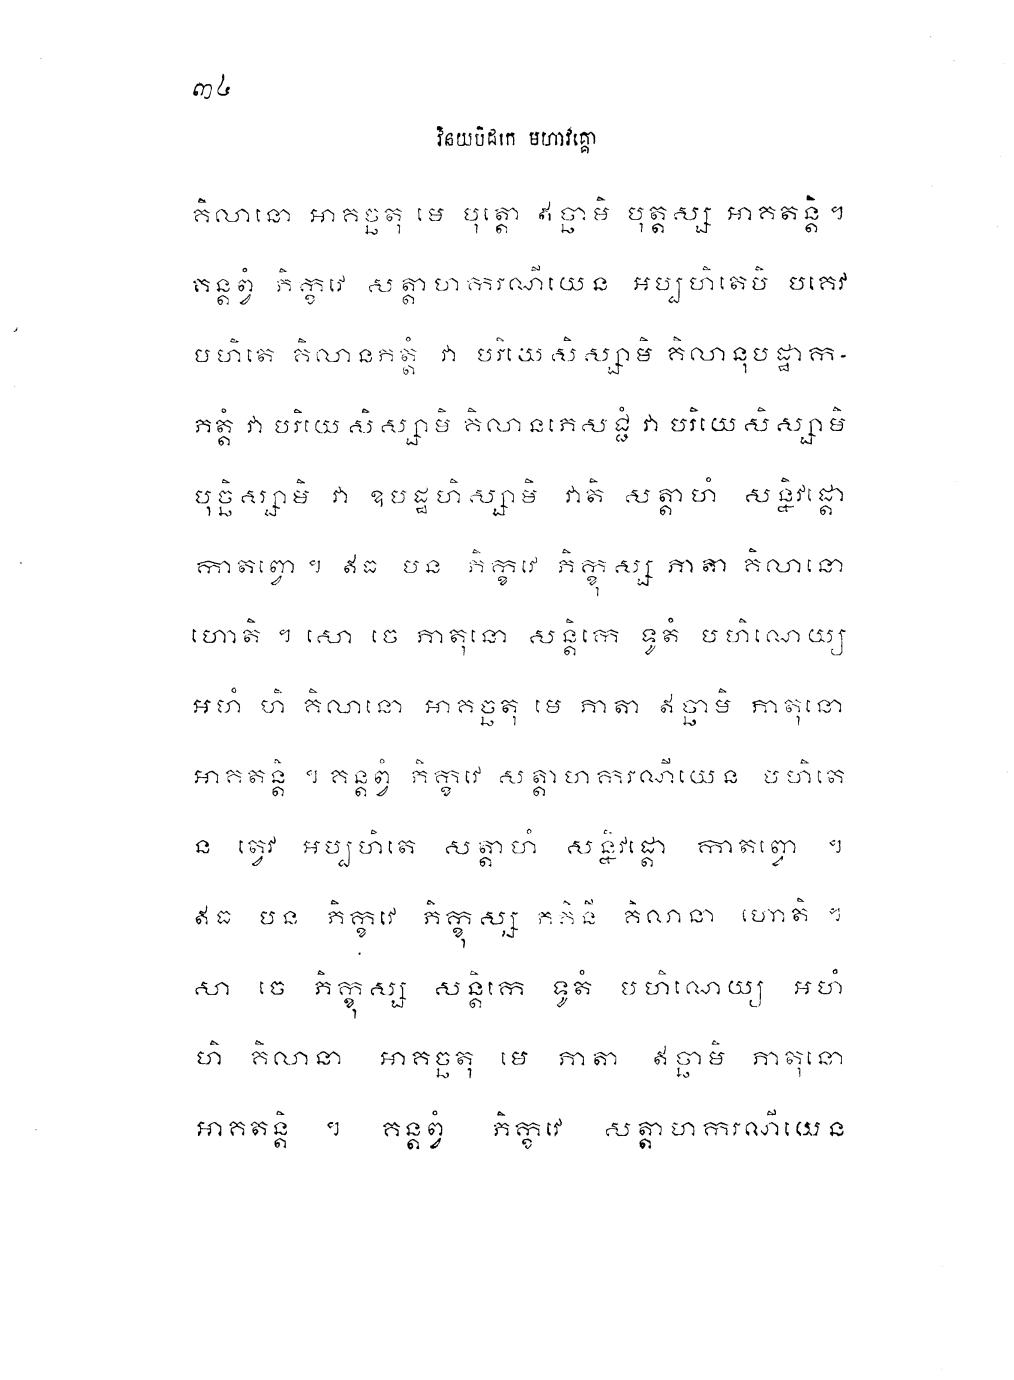 ៣៤
វិនយបិដកេ មហាវគ្គោ
គិលានោ អាគច្ឆតុ មេ បុត្តោ ឥច្ឆាមិ បុត្តស្ស អាគតន្តិ ។
គន្តព្វំ ភិក្ខវេ សត្តាហករណីយេន អប្បហិតេបិ បគេវ
បហិតេ គិលានភត្តំ វា បរិយេសិស្សាមិ គិលានុបដ្ឋាក-
ភត្តំ វា បរិយេសិស្សាមិ គិលានភេសជ្ជំ វា បរិយេសិស្សាមិ
បុច្ឆិស្សាមិ វា ឧបដ្ឋហិស្សាមិ វាតិ សត្តាហំ សន្និវដ្តោ
កាតព្វោ ។ ឥធ បន ភិក្ខវេ ភិក្ខុស្ស ភាតា គិលានោ
ហោតិ ។ សោ ចេ ភាតុនោ សន្តិកេ ទូតំ បហិណេយ្យ
អហំ ហិ គិលានោ អាគច្ឆតុ មេ ភាតា ឥច្ឆាមិ ភាតុនោ
អាគតន្តិ ។ គន្តព្វំ ភិក្ខវេ សត្តាហករណីយេន បហិតេ
ន ត្វេវ អប្បហិតេ សត្តាហំ សន្និវដ្តោ កាតព្វោ ។
ឥធ បន ភិក្ខវេ ភិក្ខុស្ស ភគិនី គិលានា ហោតិ ។
សា ចេ ភិក្ខុស្ស សន្តិកេ ទូតំ បហិណេយ្យ អហំ
ហិ គិលានា អាគច្ឆតុ មេ ភាតា ឥច្ឆាមិ ភាតុនោ
អាគតន្តិ ។ គន្តព្វំ ភិក្ខវេ សត្តាហករណីយេន